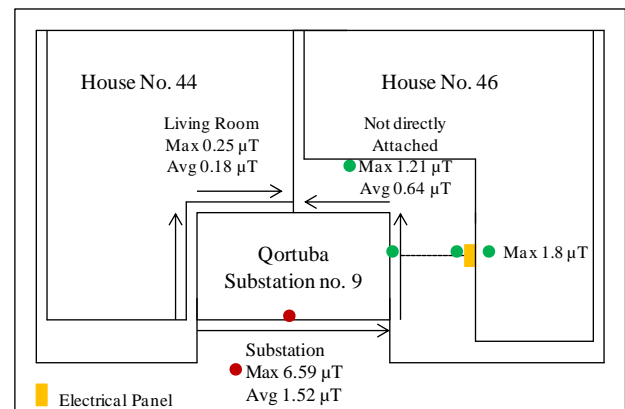 House No. 44
House No. 46
Living Room
Max 0.25 µT
Avg 0.18 µT
Not directly
Attached
Max 1.21 µT
Avg 0.64 µT
Qortuba
Substation no. 9
Max 1.8 µT
Substation
Max 6.59 µT
Avg 1.52 µT
Electrical Panel